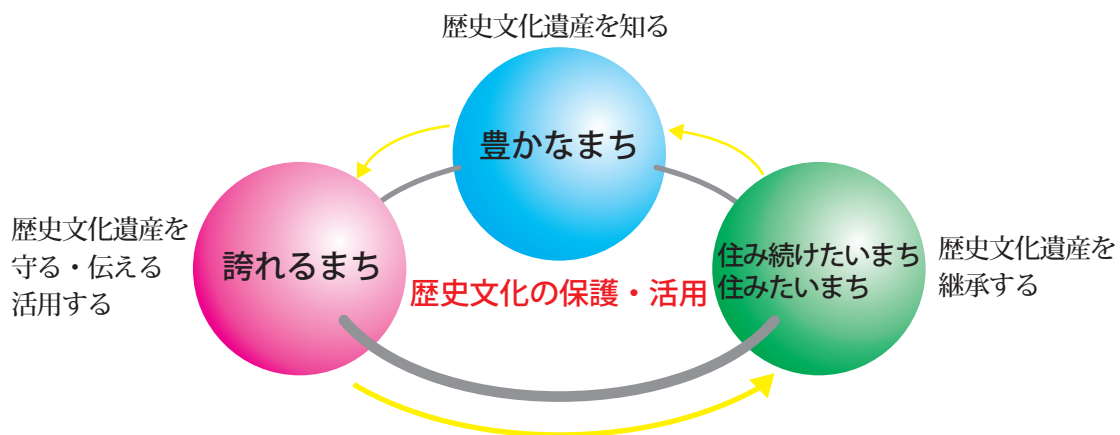 歴史文化遺産を知る
豊かなまち
歴史文化遺産を
守る・伝える
活用する
誇れるまち
歴史文化の保護・活用
住み続けたいまち
住みたいまち
歴史文化遺産を
継承する